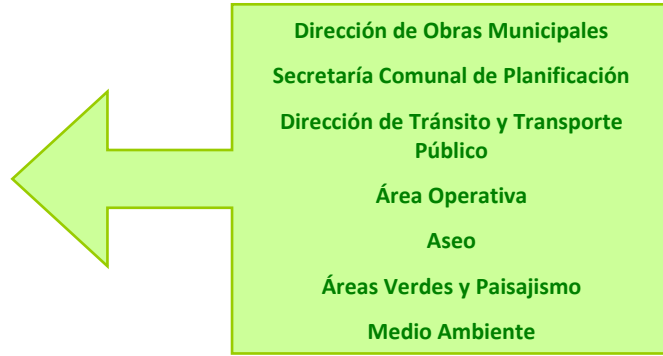 Dirección de Obras Municipales
Secretaría Comunal de Planificación
Dirección de Tránsito y Transporte
Público
Área Operativa
Aseo
Áreas Verdes y Paisajismo
Medio Ambiente